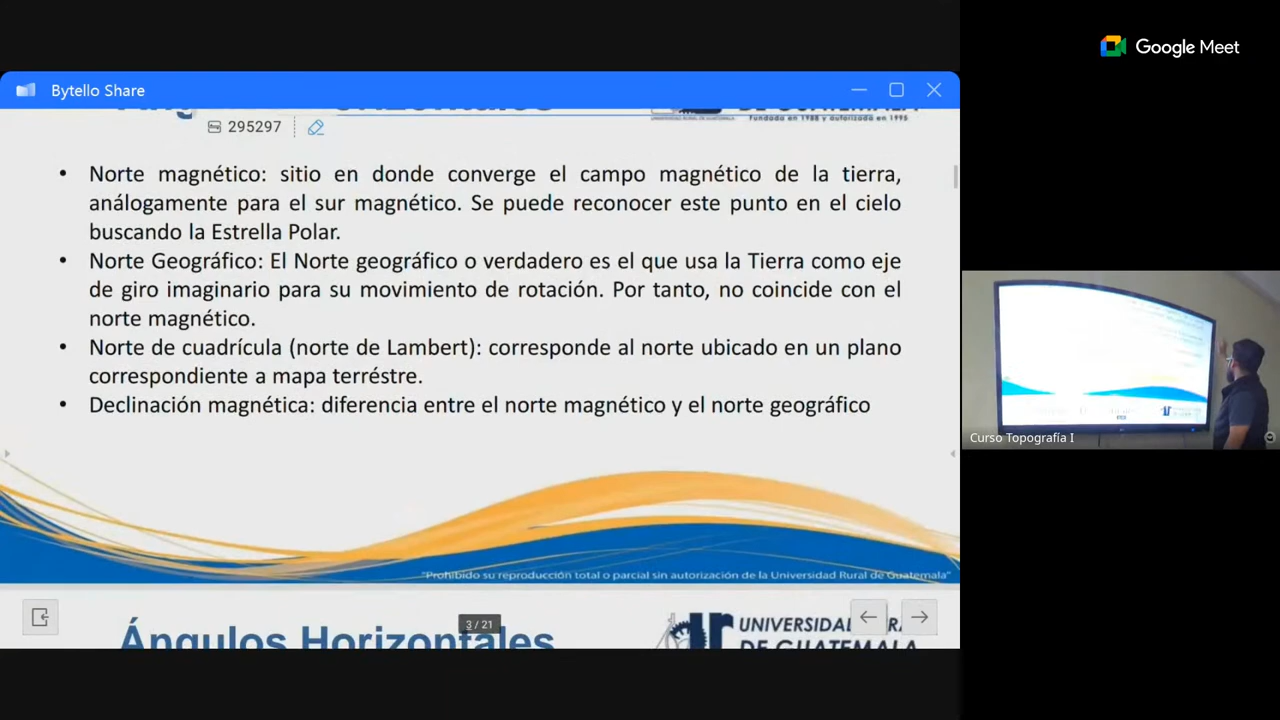 Google Meet
Bytello Share
Fundada en 1988 y autorizada en 1995
295297
• Norte magnético: sitio en donde converge el campo magnético de la tierra,
análogamente para el sur magnético. Se puede reconocer este punto en el cielo
buscando la Estrella Polar.
• Norte Geográfico: El Norte geográfico o verdadero es el que usa la Tierra como eje
de giro imaginario para su movimiento de rotación. Por tanto, no coincide con el
norte magnético.
• Norte de cuadrícula (norte de Lambert): corresponde al norte ubicado en un plano
correspondiente a mapa terréstre.
• Declinación magnética: diferencia entre el norte magnético y el norte geográfico
Curso Topografía I
"Prohibido su reproducción total o parcial sin autorización de la Universidad Rural de Guatemala"
3 / 21
Ángulos Horizontales
UNIVERSIDAD
DE GUATEMALA